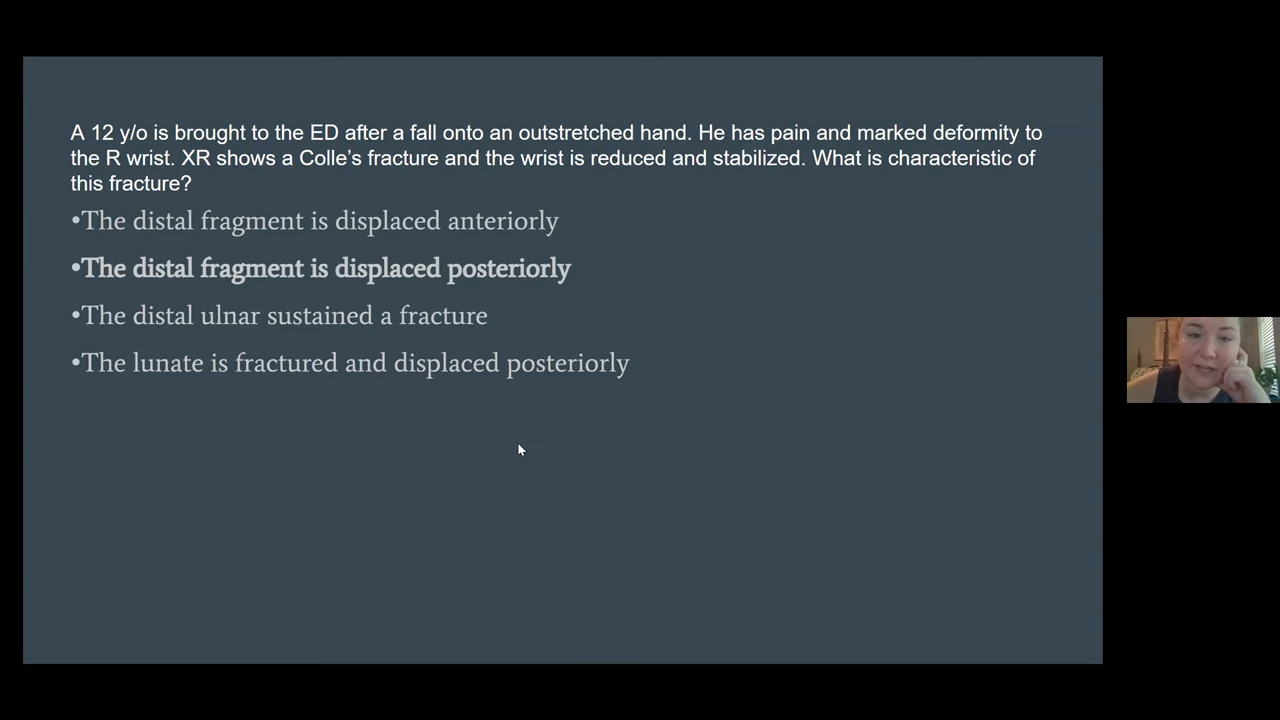 A 12 y/o is brought to the ED after a fall onto an outstretched hand. He has pain and marked deformity to
the R wrist. XR shows a Colle’s fracture and the wrist is reduced and stabilized. What is characteristic of
this fracture?
•The distal fragment is displaced anteriorly
•The distal fragment is displaced posteriorly
•The distal ulnar sustained a fracture
•The lunate is fractured and displaced posteriorly